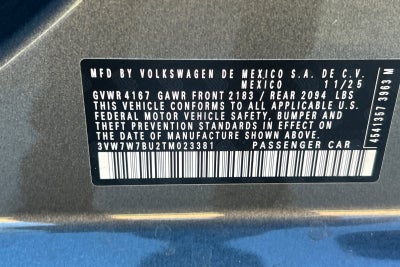 MFD BY VOLKSWAGEN DE MEXICO S.A. DE C.V.
MEXICO 11/25
GVWR 4167 GAWR FRONT 2183 / REAR 2094 LBS
THIS VEHICLE CONFORMS TO ALL APPLICABLE U.S.
FEDERAL MOTOR VEHICLE SAFETY, BUMPER AND
THEFT PREVENTION STANDARDS IN EFFECT ON
THE DATE OF MANUFACTURE SHOWN ABOVE.
3VW7W7BU2TM023381 PASSENGER CAR
4541357 3963 M